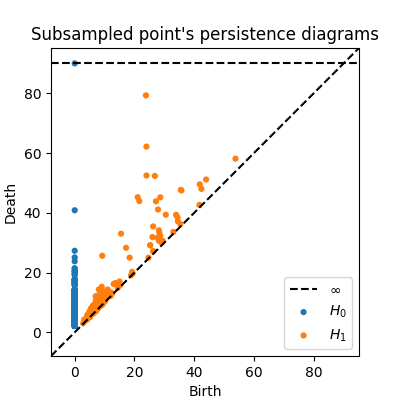 Subsampled point's persistence diagrams
Death
80
60
40
20
0
0 20 40 60 80
Birth
∞
H₀
H₁